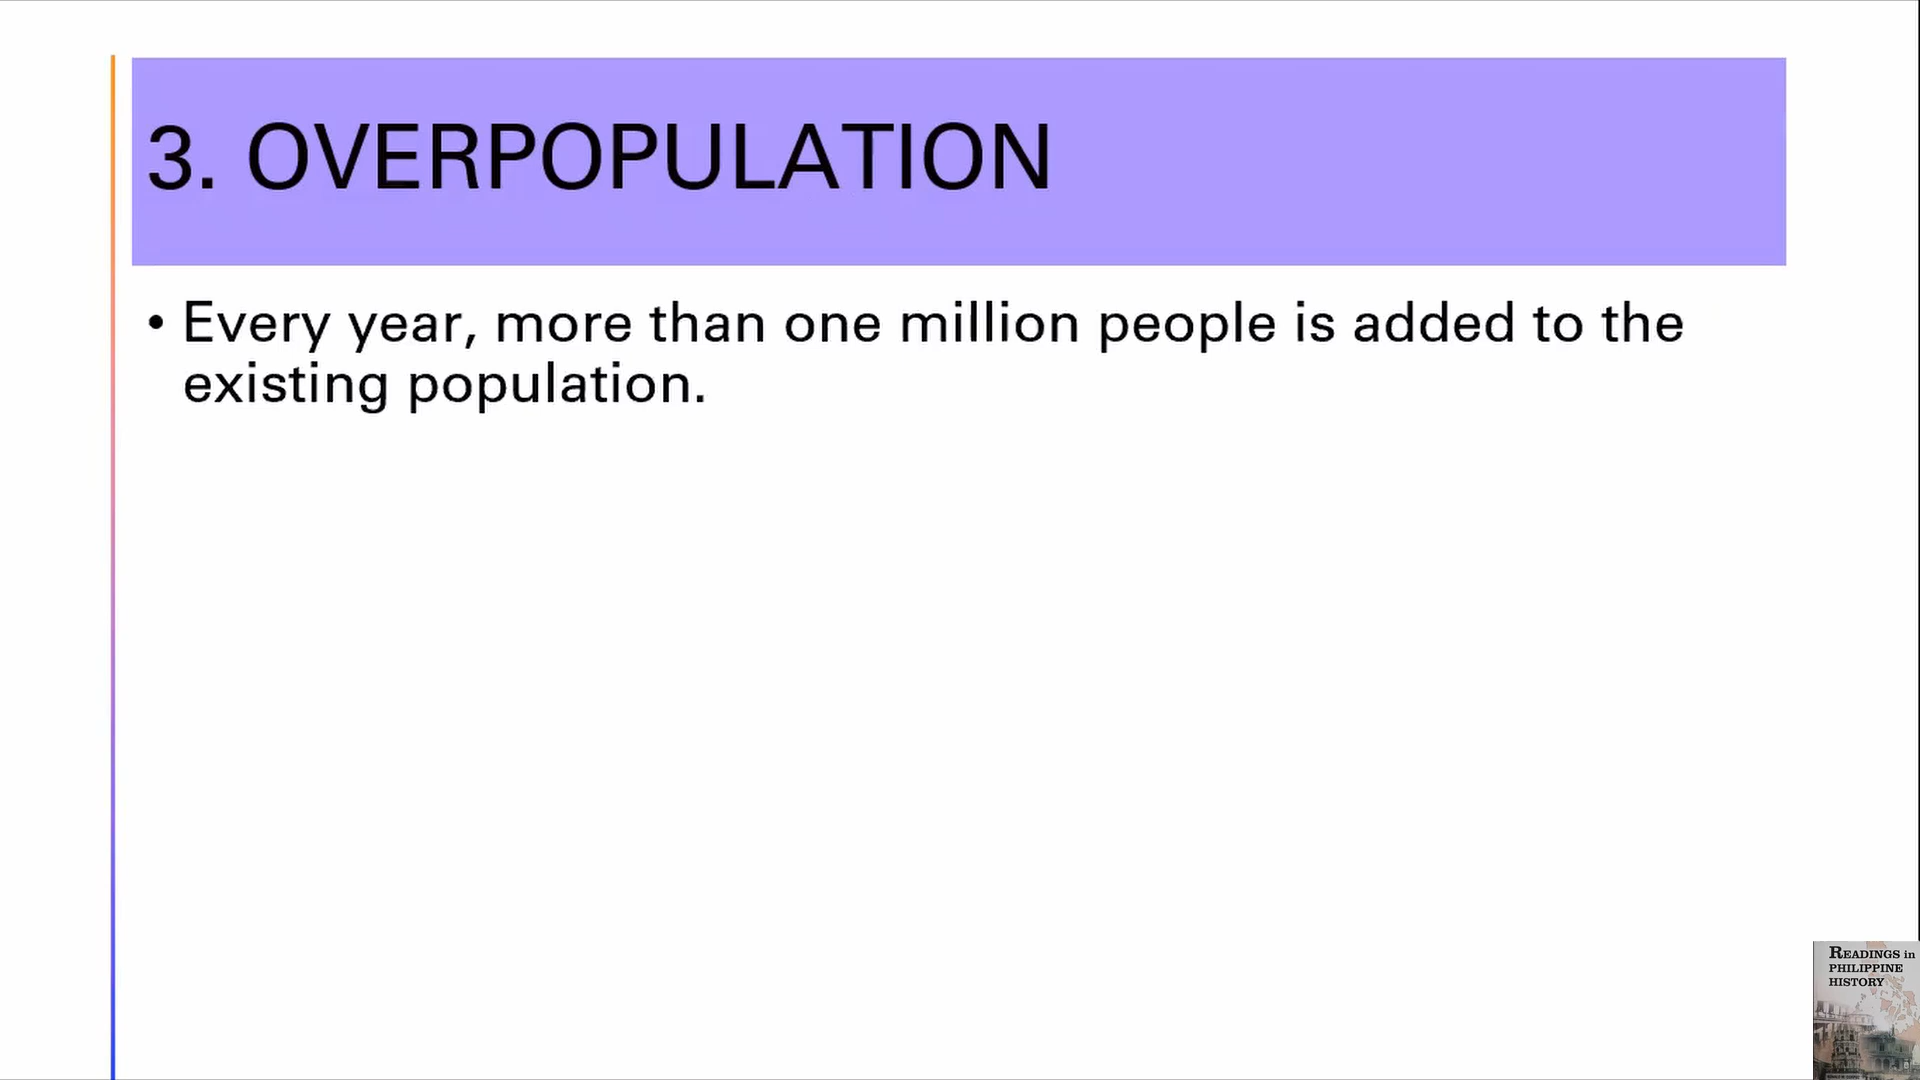 3. OVERPOPULATION
• Every year, more than one million people is added to the
existing population.
READINGS in
PHILIPPINE
HISTORY